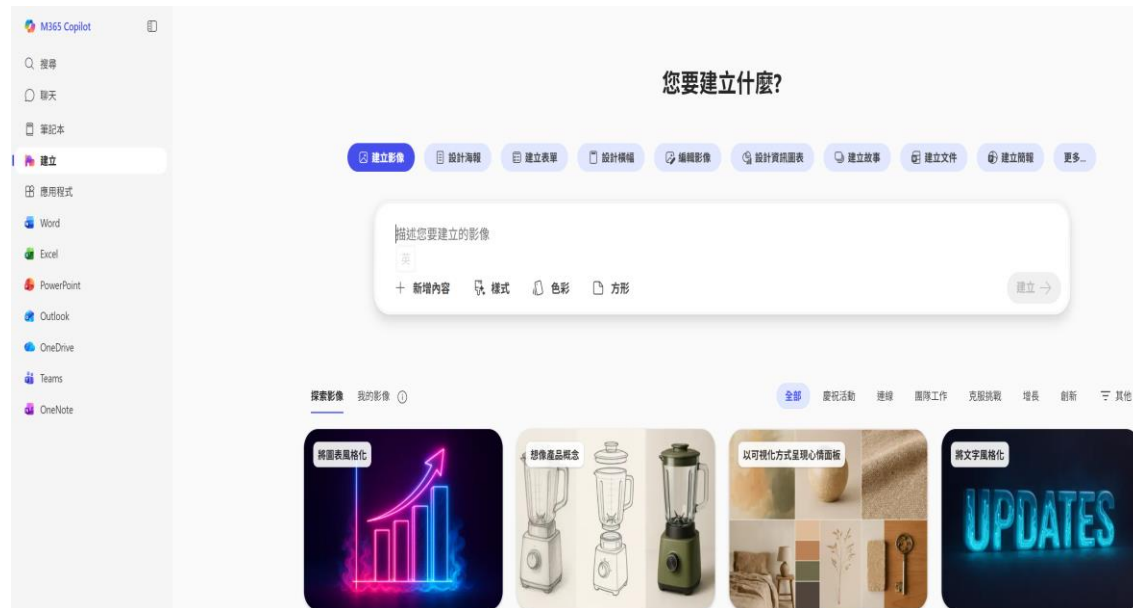 M365 Copilot
搜尋
聊天
筆記本
建立
應用程式
Word
Excel
PowerPoint
Outlook
OneDrive
Teams
OneNote
您要建立什麼?
建立影像 設計海報 建立表單 設計橫幅 編輯影像 設計資訊圖表 建立故事 建立文件 建立簡報 更多...
描述您要建立的影像
英
新增內容 樣式 色彩 方形 建立
探索影像 我的影像 全部 慶祝活動 連線 團隊工作 克服挑戰 增長 創新 其他
將圖表風格化 想像產品概念 以可視化方式呈現心情面板 將文字風格化
UPDATES